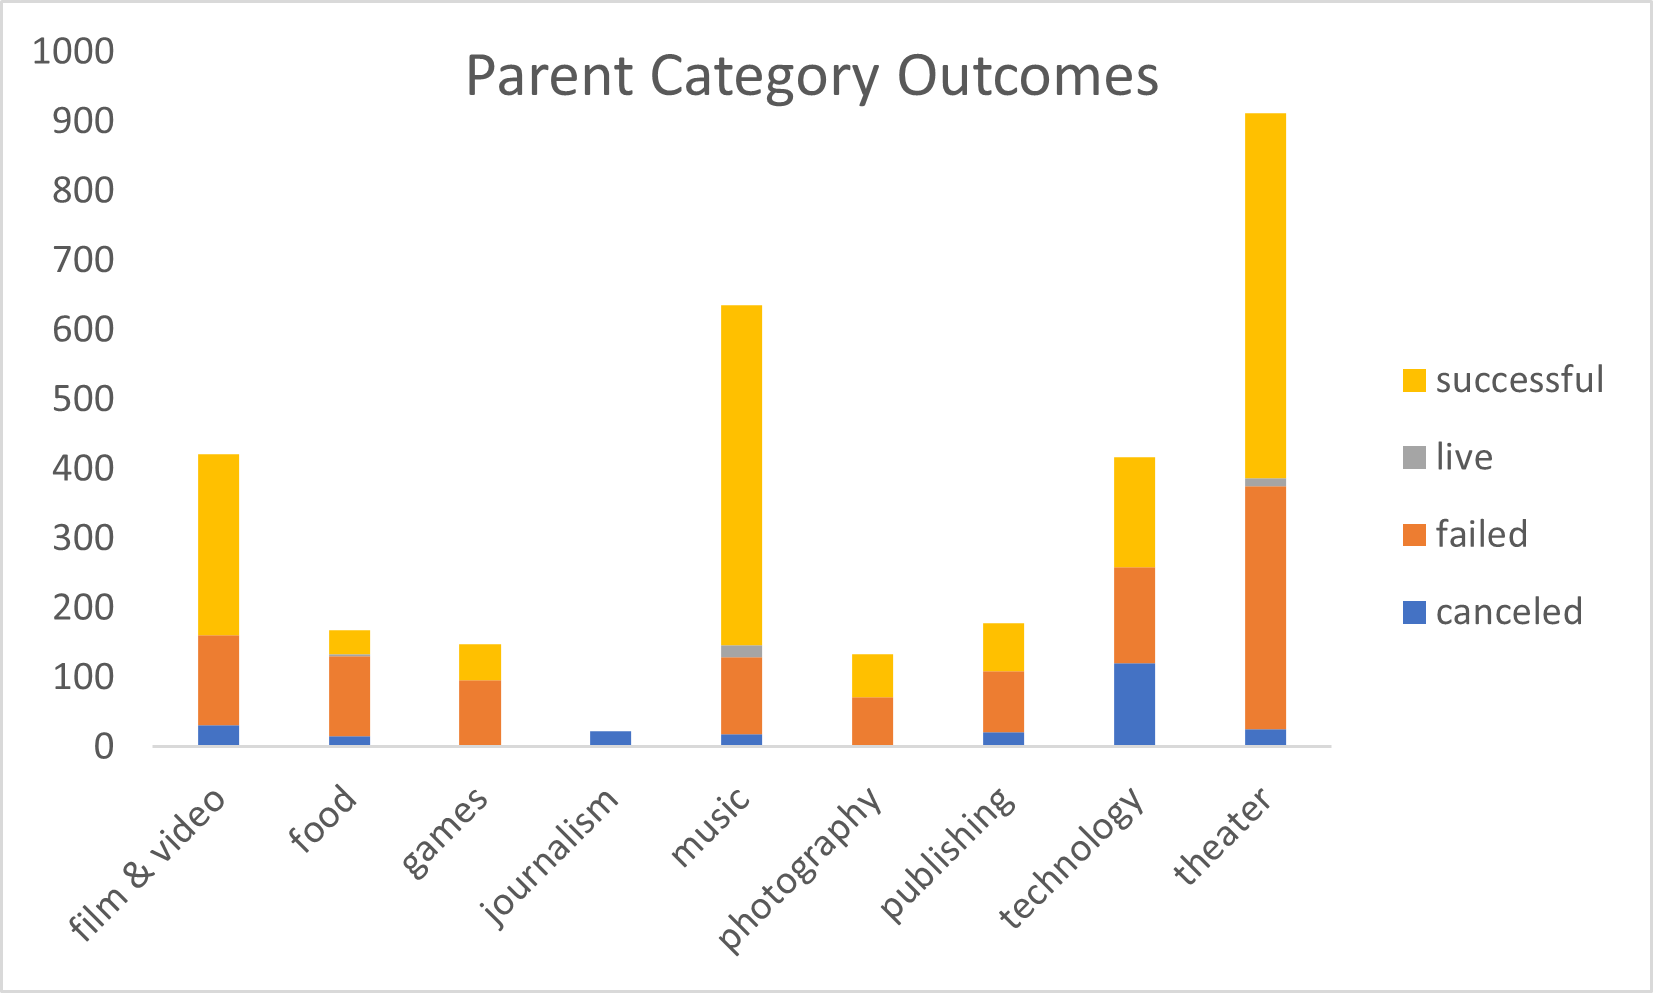 Parent Category Outcomes
1000
900
800
700
600
500
400
300
200
100
0
film & video
food
games
journalism
music
photography
publishing
technology
theater
successful
live
failed
canceled